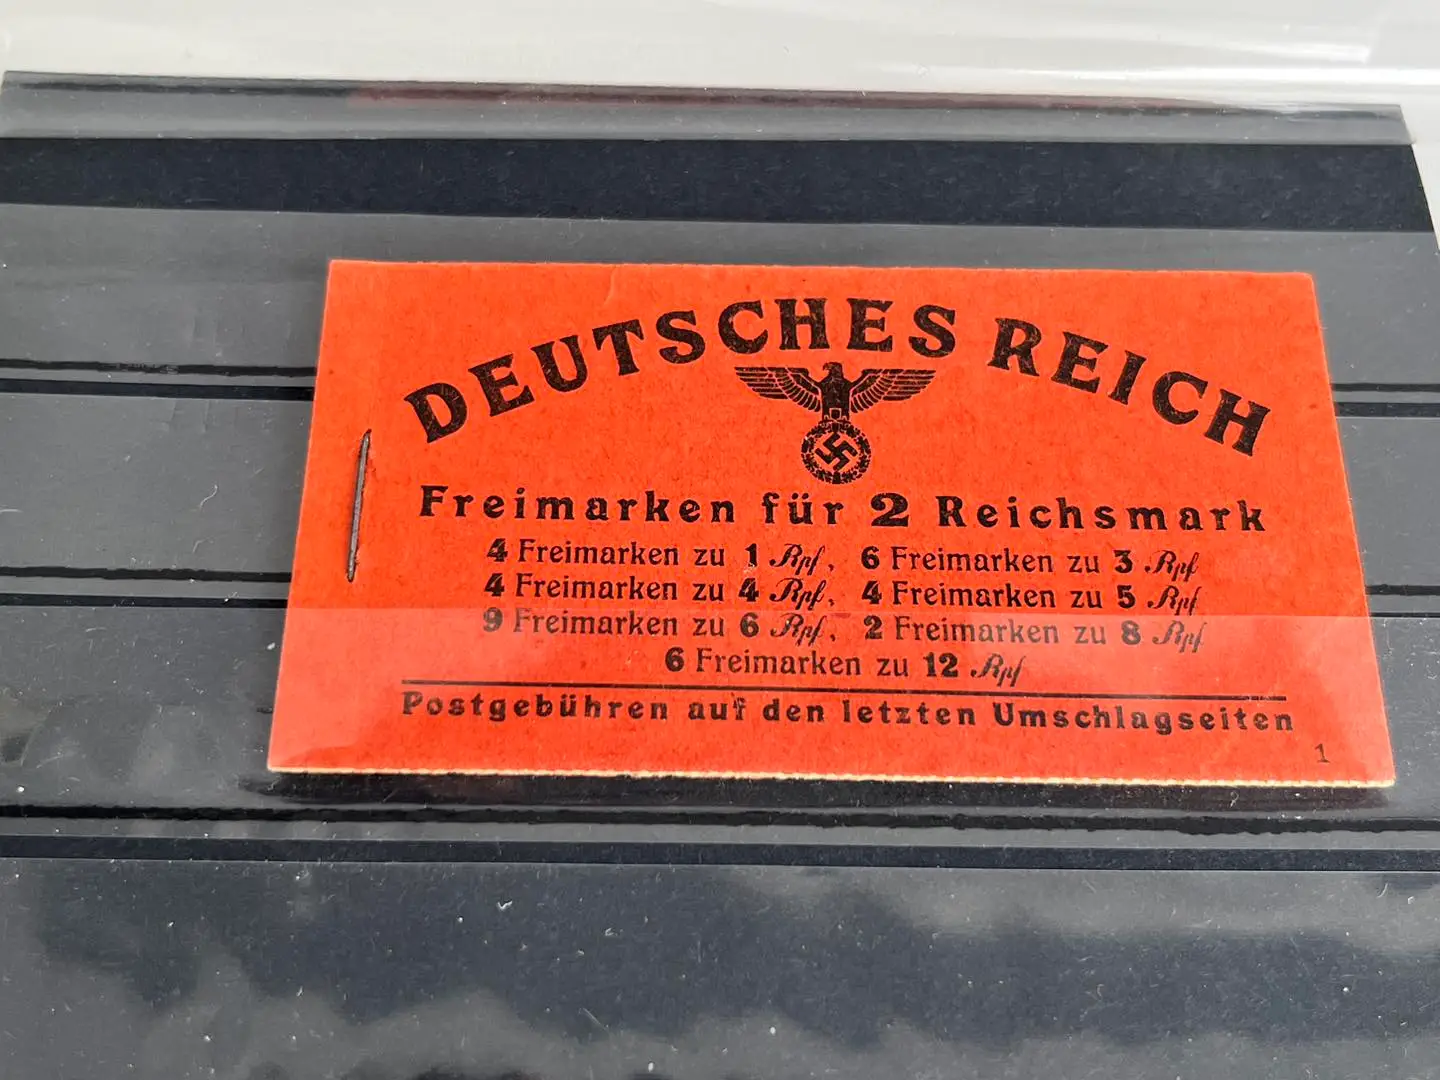 DEUTSCHES REICH
Freimarken für 2 Reichsmark
4 Freimarken zu 1 Rpf, 6 Freimarken zu 3 Rpf
4 Freimarken zu 4 Rpf, 4 Freimarken zu 5 Rpf
9 Freimarken zu 6 Rpf, 2 Freimarken zu 8 Rpf
6 Freimarken zu 12 Rpf
Postgebühren auf den letzten Umschlagseiten
1